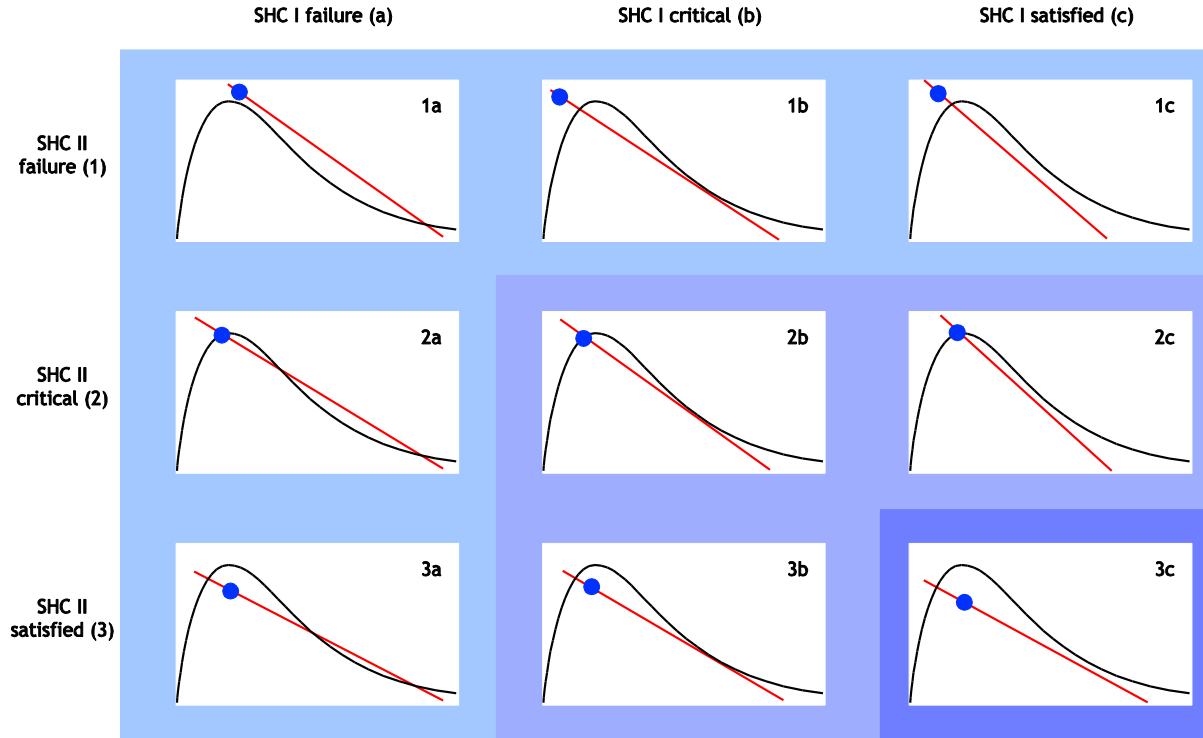 SHC I failure (a)
SHC I critical (b)
SHC I satisfied (c)
SHC II
failure (1)
1a
1b
1c
SHC II
critical (2)
2a
2b
2c
SHC II
satisfied (3)
3a
3b
3c